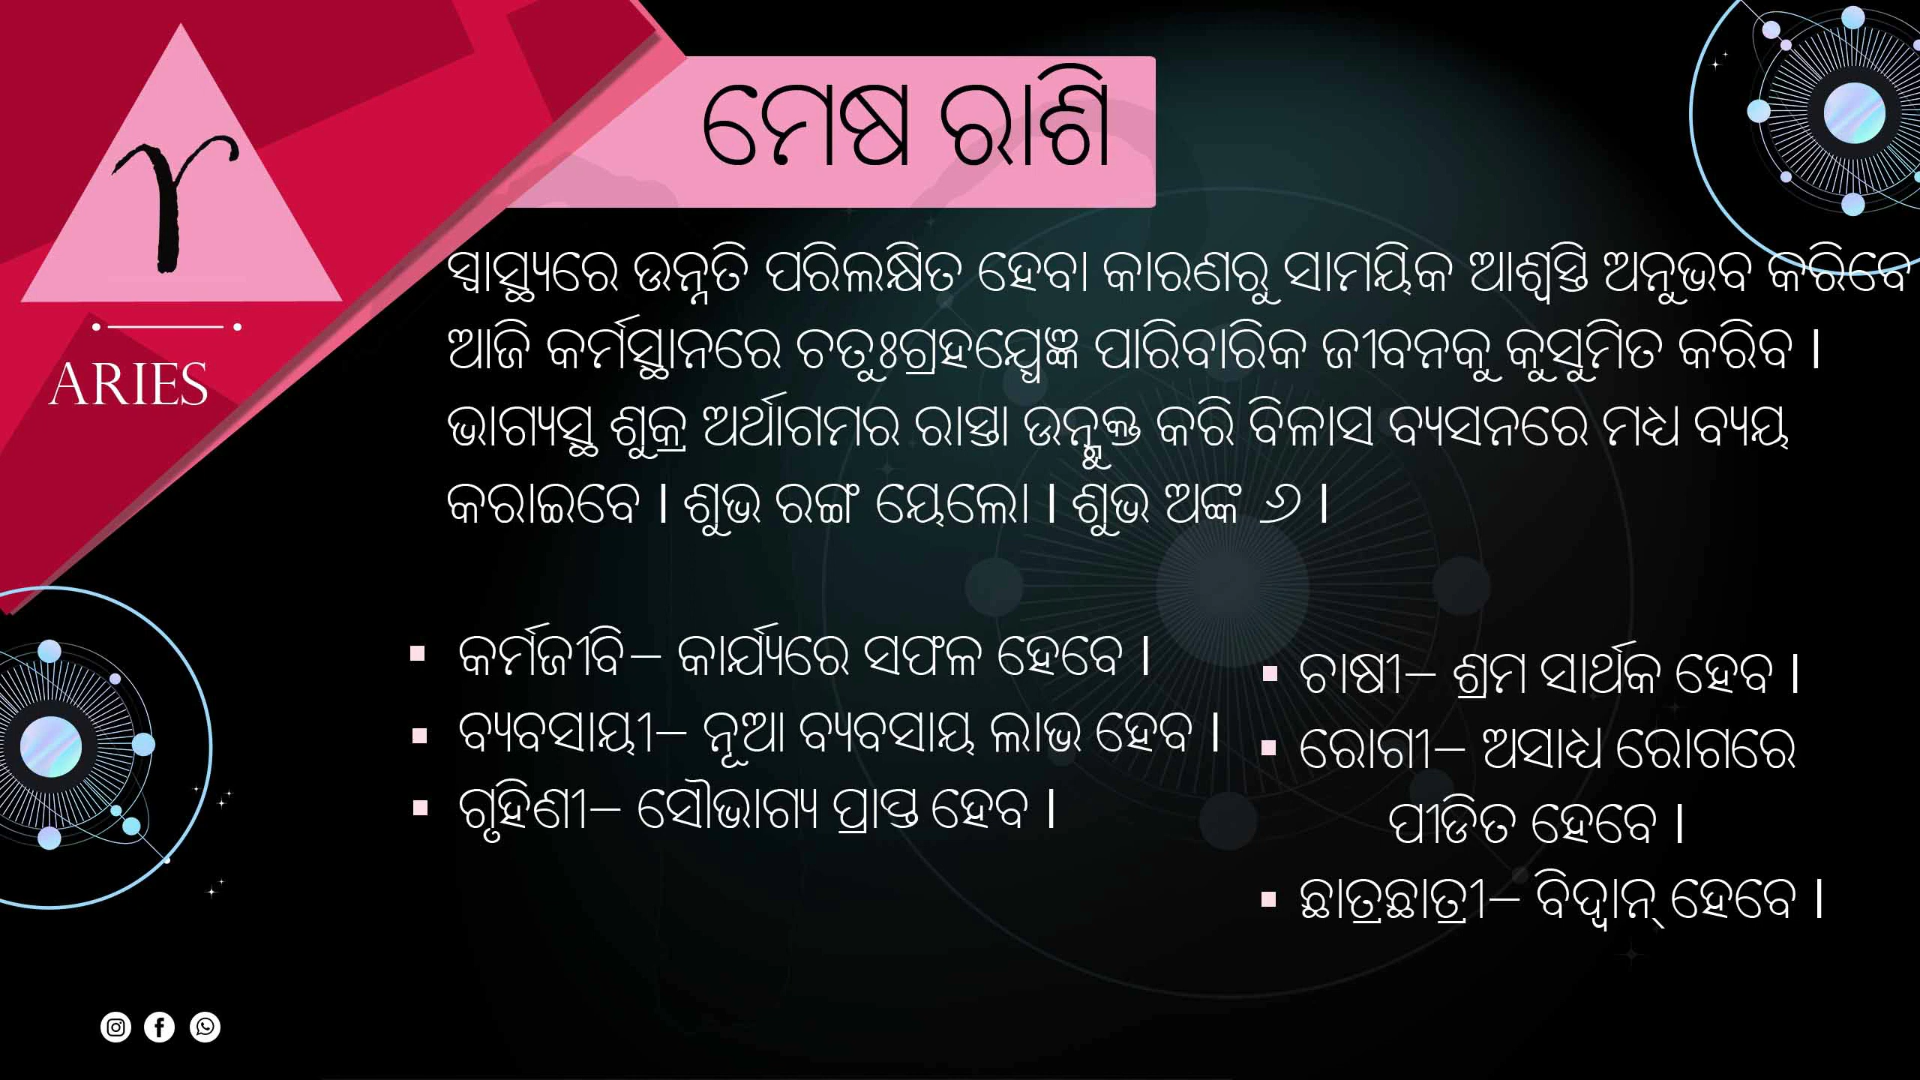 ମେଷ ରାଶି
ARIES
ସ୍ୱାସ୍ଥ୍ୟରେ ଉନ୍ନତି ପରିଲକ୍ଷିତ ହେବା କାରଣରୁ ସାମୟିକ ଆଶ୍ୱସ୍ତି ଅନୁଭବ କରିବେ
ଆଜି କର୍ମସ୍ଥାନରେ ପାରିବାରିକ ଜୀବନକୁ କୁସୁମିତ କରିବ ।
ଭାଗ୍ୟସ୍ଥ ଶୁକ୍ର ଅର୍ଥାଗମର ରାସ୍ତା ଉନ୍ମୁକ୍ତ କରି ବିଳାସ ବ୍ୟସନରେ ମଧ୍ୟ ବ୍ୟୟ
କରାଇବେ । ଶୁଭ ରଙ୍ଗ ୟେଲୋ । ଶୁଭ ଅଙ୍କ ୬ ।
▪ କର୍ମଜୀବି– କାର୍ଯ୍ୟରେ ସଫଳ ହେବେ ।
▪ ବ୍ୟବସାୟୀ– ନୂଆ ବ୍ୟବସାୟ ଲାଭ ହେବ ।
▪ ଗୃହିଣୀ– ସୌଭାଗ୍ୟ ପ୍ରାପ୍ତ ହେବ ।
▪ ଚାଷୀ– ଶ୍ରମ ସାର୍ଥକ ହେବ ।
▪ ରୋଗୀ– ଅସାଧ୍ୟ ରୋଗରେ
ପୀଡିତ ହେବେ ।
▪ ଛାତ୍ରଛାତ୍ରୀ– ବିଦ୍ୱାନ୍ ହେବେ ।